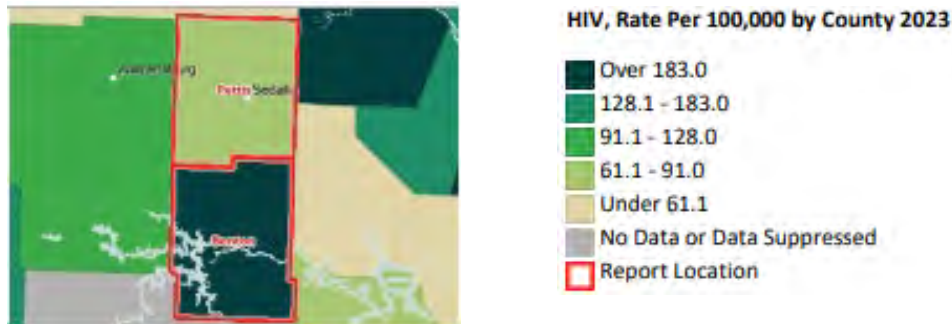 HIV, Rate Per 100,000 by County 2023
Over 183.0
128.1 - 183.0
91.1 - 128.0
61.1 - 91.0
Under 61.1
No Data or Data Suppressed
Report Location
Warrensburg
Pettis Sedalia
Benton